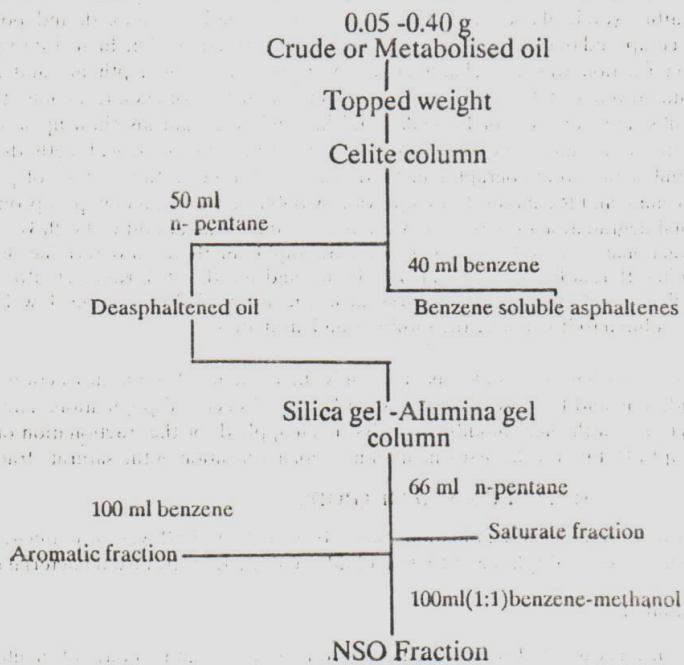 0.05 -0.40 g
Crude or Metabolised oil
Topped weight
Celite column
50 ml
n- pentane
40 ml benzene
Deasphaltened oil
Benzene soluble asphaltenes
Silica gel -Alumina gel
column
66 ml n-pentane
100 ml benzene
Saturate fraction
Aromatic fraction
100ml(1:1)benzene-methanol
NSO Fraction